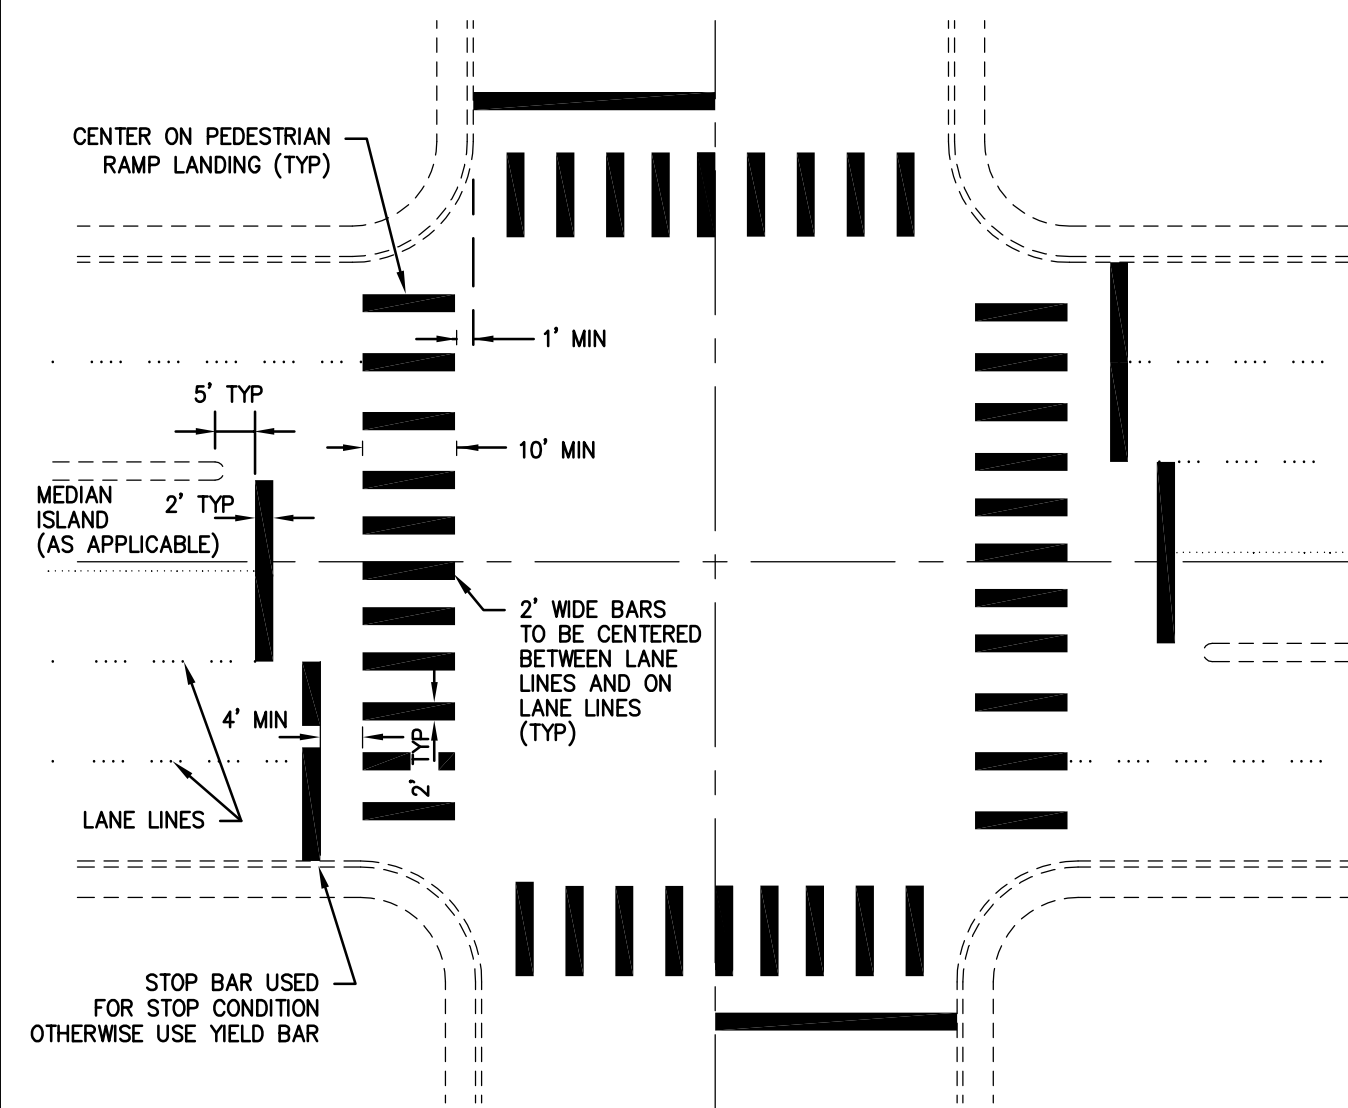 CENTER ON PEDESTRIAN
RAMP LANDING (TYP)
1' MIN
5' TYP
10' MIN
MEDIAN
ISLAND
(AS APPLICABLE)
2' TYP
2' WIDE BARS
TO BE CENTERED
BETWEEN LANE
LINES AND ON
LANE LINES
(TYP)
4' MIN
2' TYP
LANE LINES
STOP BAR USED
FOR STOP CONDITION
OTHERWISE USE YIELD BAR